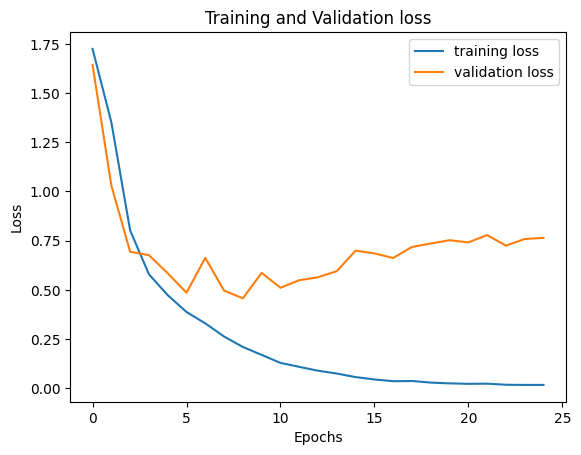 Training and Validation loss
training loss
validation loss
Loss
1.75
1.50
1.25
1.00
0.75
0.50
0.25
0.00
0 5 10 15 20 25
Epochs